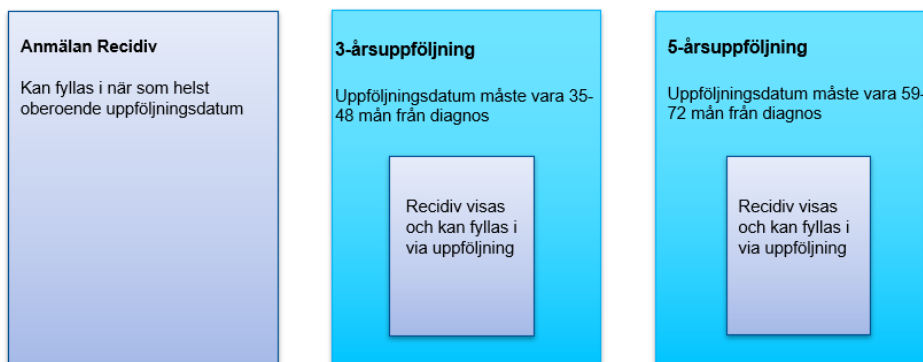 Anmälan Recidiv
Kan fyllas i när som helst
oberoende uppföljningsdatum
3-årsuppföljning
Uppföljningsdatum måste vara 35-
48 mån från diagnos
Recidiv visas
och kan fyllas i
via uppföljning
5-årsuppföljning
Uppföljningsdatum måste vara 59-
72 mån från diagnos
Recidiv visas
och kan fyllas i
via uppföljning